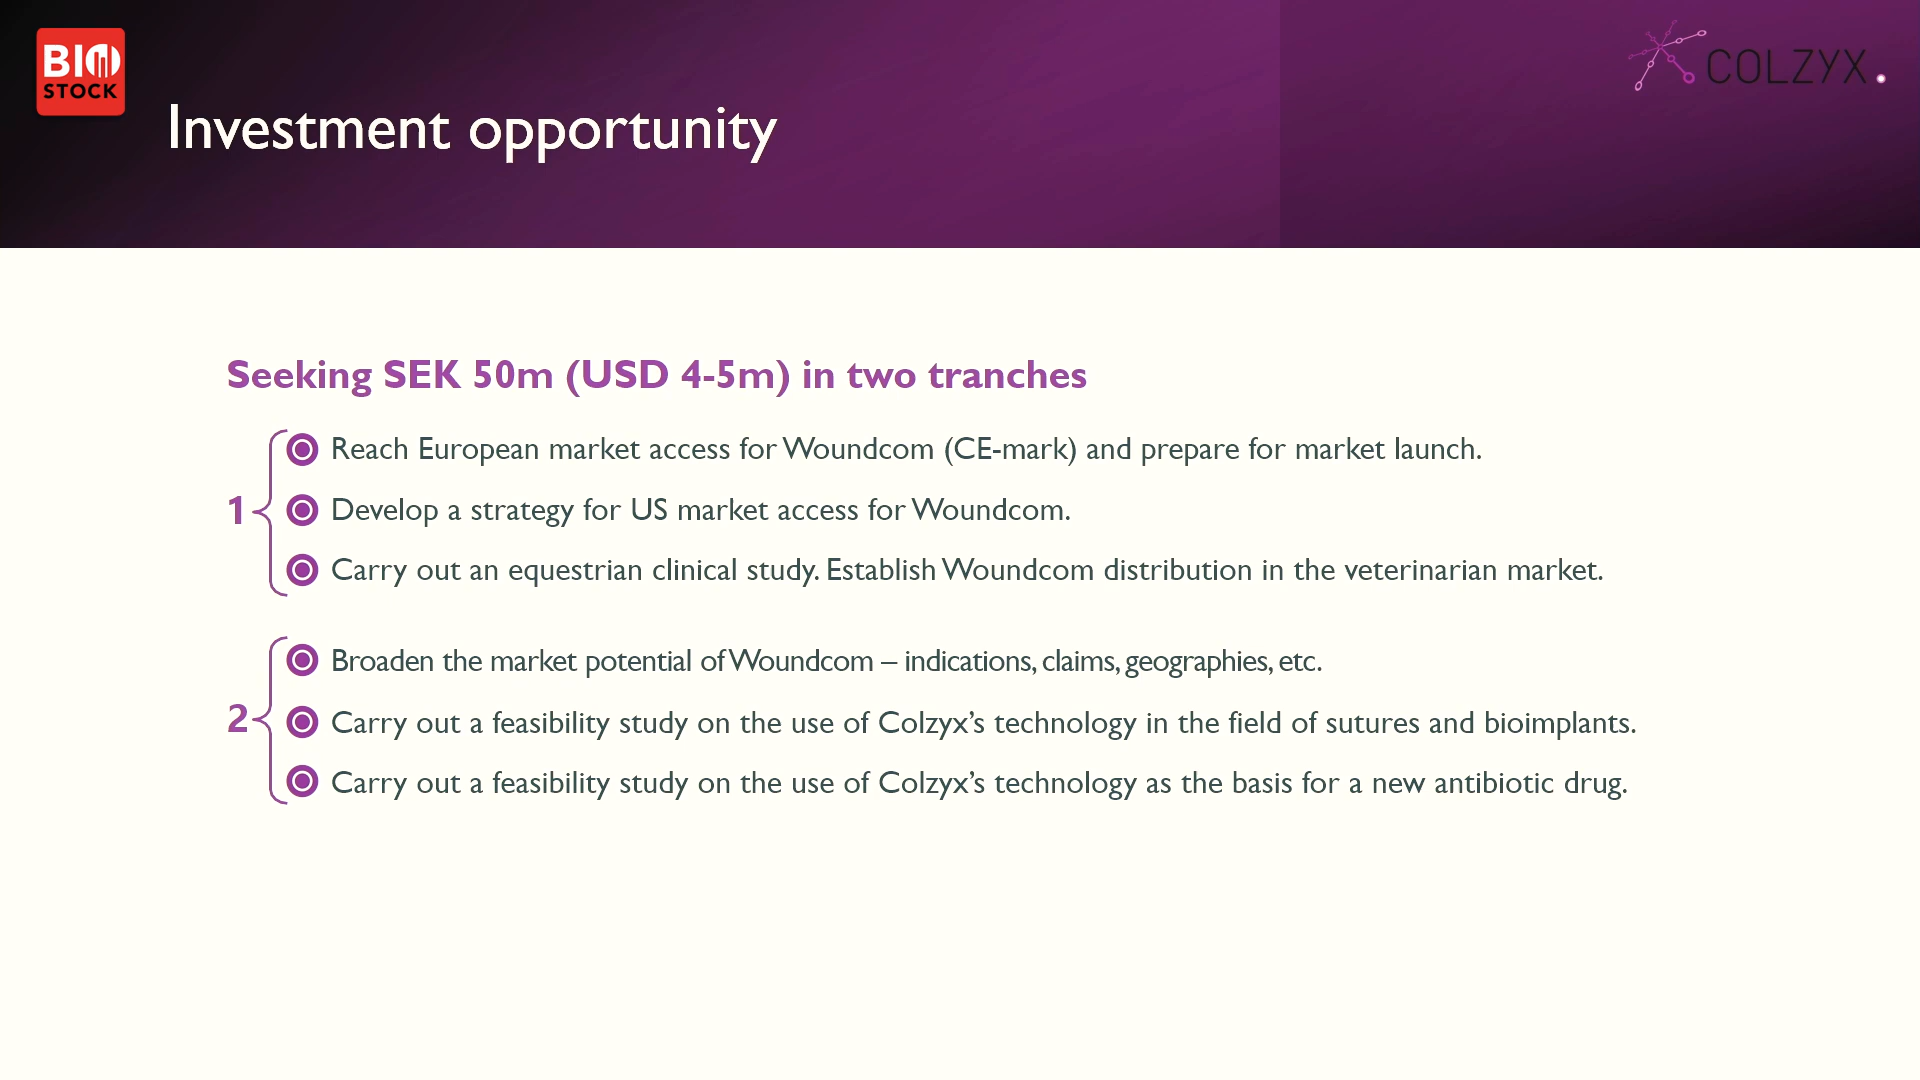 BIO
STOCK
COLZYX
Investment opportunity
Seeking SEK 50m (USD 4-5m) in two tranches
1
Reach European market access for Woundcom (CE-mark) and prepare for market launch.
Develop a strategy for US market access for Woundcom.
Carry out an equestrian clinical study. Establish Woundcom distribution in the veterinarian market.
2
Broaden the market potential of Woundcom – indications, claims, geographies, etc.
Carry out a feasibility study on the use of Colzyx’s technology in the field of sutures and bioimplants.
Carry out a feasibility study on the use of Colzyx’s technology as the basis for a new antibiotic drug.